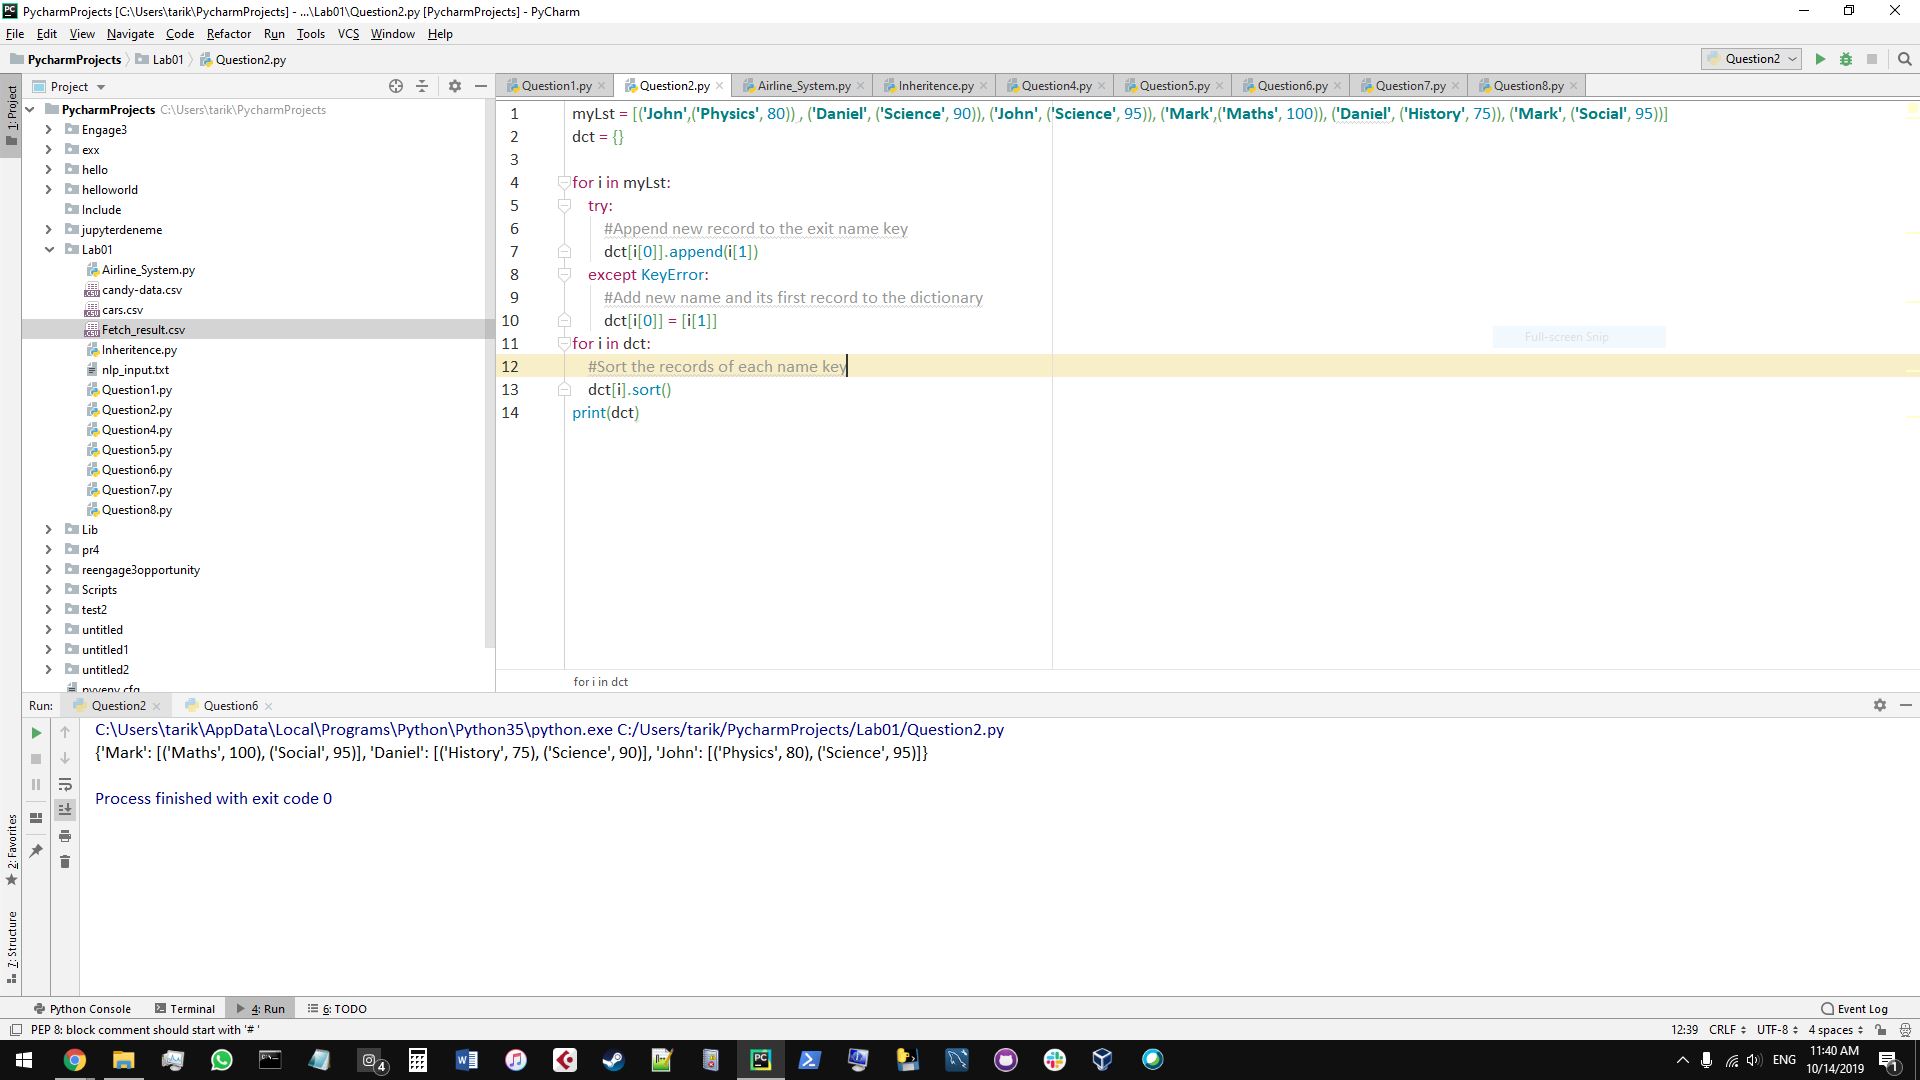 PycharmProjects [C:\Users\tarik\PycharmProjects] - ...\Lab01\Question2.py [PycharmProjects] - PyCharm
File Edit View Navigate Code Refactor Run Tools VCS Window Help
PycharmProjects Lab01 Question2.py
Question2
1: Project
Project
Question1.py Question2.py Airline_System.py Inheritence.py Question4.py Question5.py Question6.py Question7.py Question8.py
PycharmProjects C:\Users\tarik\PycharmProjects
Engage3
exx
hello
helloworld
Include
jupyterdeneme
Lab01
Airline_System.py
candy-data.csv
cars.csv
Fetch_result.csv
Inheritence.py
nlp_input.txt
Question1.py
Question2.py
Question4.py
Question5.py
Question6.py
Question7.py
Question8.py
Lib
pr4
reengage3opportunity
Scripts
test2
untitled
untitled1
untitled2
pyvenv.cfg
1 myLst = [('John',('Physics', 80)) , ('Daniel', ('Science', 90)), ('John', ('Science', 95)), ('Mark',('Maths', 100)), ('Daniel', ('History', 75)), ('Mark', ('Social', 95))]
2 dct = {}
3
4 for i in myLst:
5 try:
6 #Append new record to the exit name key
7 dct[i[0]].append(i[1])
8 except KeyError:
9 #Add new name and its first record to the dictionary
10 dct[i[0]] = [i[1]]
11 for i in dct:
12 #Sort the records of each name key
13 dct[i].sort()
14 print(dct)
Full-screen Snip
for i in dct
Run: Question2 Question6
C:\Users\tarik\AppData\Local\Programs\Python\Python35\python.exe C:/Users/tarik/PycharmProjects/Lab01/Question2.py
{'Mark': [('Maths', 100), ('Social', 95)], 'Daniel': [('History', 75), ('Science', 90)], 'John': [('Physics', 80), ('Science', 95)]}
Process finished with exit code 0
2: Favorites
7: Structure
Python Console Terminal 4: Run 6: TODO Event Log
PEP 8: block comment should start with '# ' 12:39 CRLF UTF-8 4 spaces
4
ENG
11:40 AM
10/14/2019
1